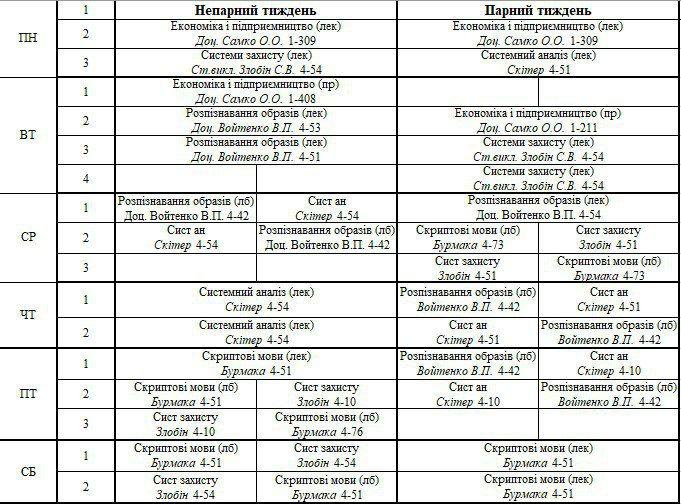 ПН
1 Непарний тиждень Парний тиждень
2 Економіка і підприємництво (лек) Економіка і підприємництво (лек)
Доц. Самко О.О. 1-309 Доц. Самко О.О. 1-309
3 Системи захисту (лек) Системний аналіз (лек)
Ст.викл. Злобін С.В. 4-54 Скітер 4-51
ВТ
1 Економіка і підприємництво (пр)
Доц. Самко О.О. 1-408
2 Розпізнавання образів (лек) Економіка і підприємництво (пр)
Доц. Войтенко В.П. 4-53 Доц. Самко О.О. 1-211
3 Розпізнавання образів (лек) Системи захисту (лек)
Доц. Войтенко В.П. 4-51 Ст.викл. Злобін С.В. 4-54
4 Системи захисту (лек)
Ст.викл. Злобін С.В. 4-54
СР
1 Розпізнавання образів (лб) Сист ан Розпізнавання образів (лек)
Доц. Войтенко В.П. 4-42 Скітер 4-54 Доц. Войтенко В.П. 4-54
2 Сист ан Розпізнавання образів (лб) Скриптові мови (лб) Сист захисту
Скітер 4-54 Доц. Войтенко В.П. 4-42 Бурмака 4-73 Злобін 4-51
3 Сист захисту Скриптові мови (лб)
Злобін 4-51 Бурмака 4-73
ЧТ
1 Системний аналіз (лек) Розпізнавання образів (лб) Сист ан
Скітер 4-54 Войтенко В.П. 4-42 Скітер 4-51
2 Системний аналіз (лек) Сист ан Розпізнавання образів (лб)
Скітер 4-54 Скітер 4-51 Войтенко В.П. 4-42
ПТ
1 Скриптові мови (лек) Розпізнавання образів (лб) Сист ан
Бурмака 4-51 Войтенко В.П. 4-42 Скітер 4-10
2 Скриптові мови (лб) Сист захисту Сист ан Розпізнавання образів (лб)
Бурмака 4-51 Злобін 4-10 Скітер 4-10 Войтенко В.П. 4-42
3 Сист захисту Скриптові мови (лб)
Злобін 4-10 Бурмака 4-76
СБ
1 Скриптові мови (лб) Сист захисту Скриптові мови (лек)
Бурмака 4-51 Злобін 4-54 Бурмака 4-51
2 Сист захисту Скриптові мови (лб) Скриптові мови (лек)
Злобін 4-54 Бурмака 4-51 Бурмака 4-51